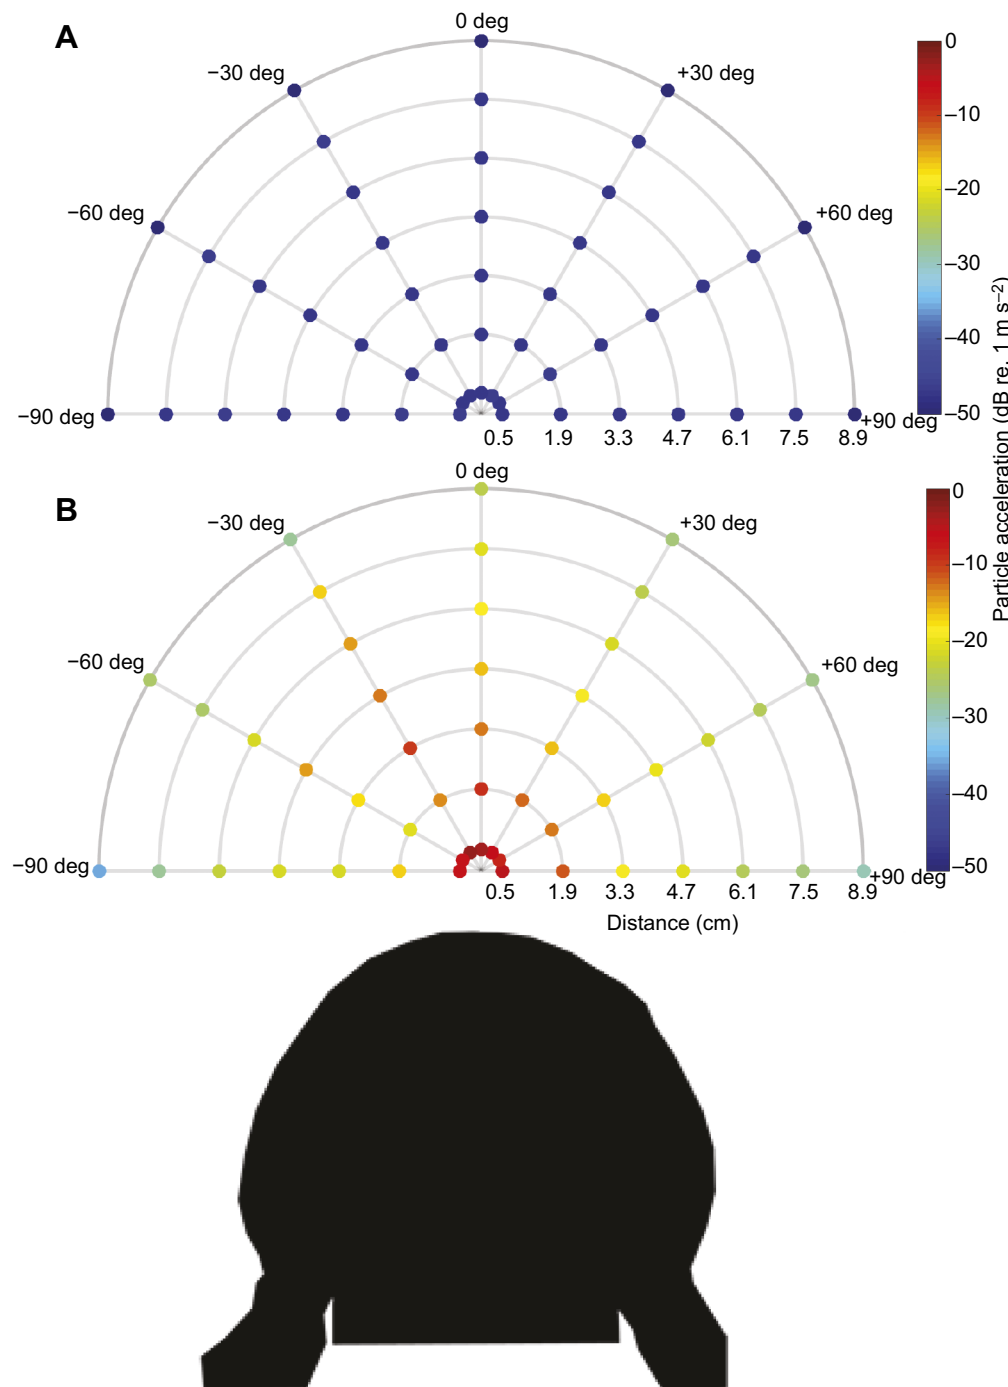 A
0 deg
−30 deg
+30 deg
−60 deg
+60 deg
−90 deg
+90 deg
0.5 1.9 3.3 4.7 6.1 7.5 8.9
0
−10
−20
−30
−40
−50
B
0 deg
−30 deg
+30 deg
−60 deg
+60 deg
−90 deg
+90 deg
0.5 1.9 3.3 4.7 6.1 7.5 8.9
Distance (cm)
0
−10
−20
−30
−40
−50
Particle acceleration (dB re. 1 m s⁻²)